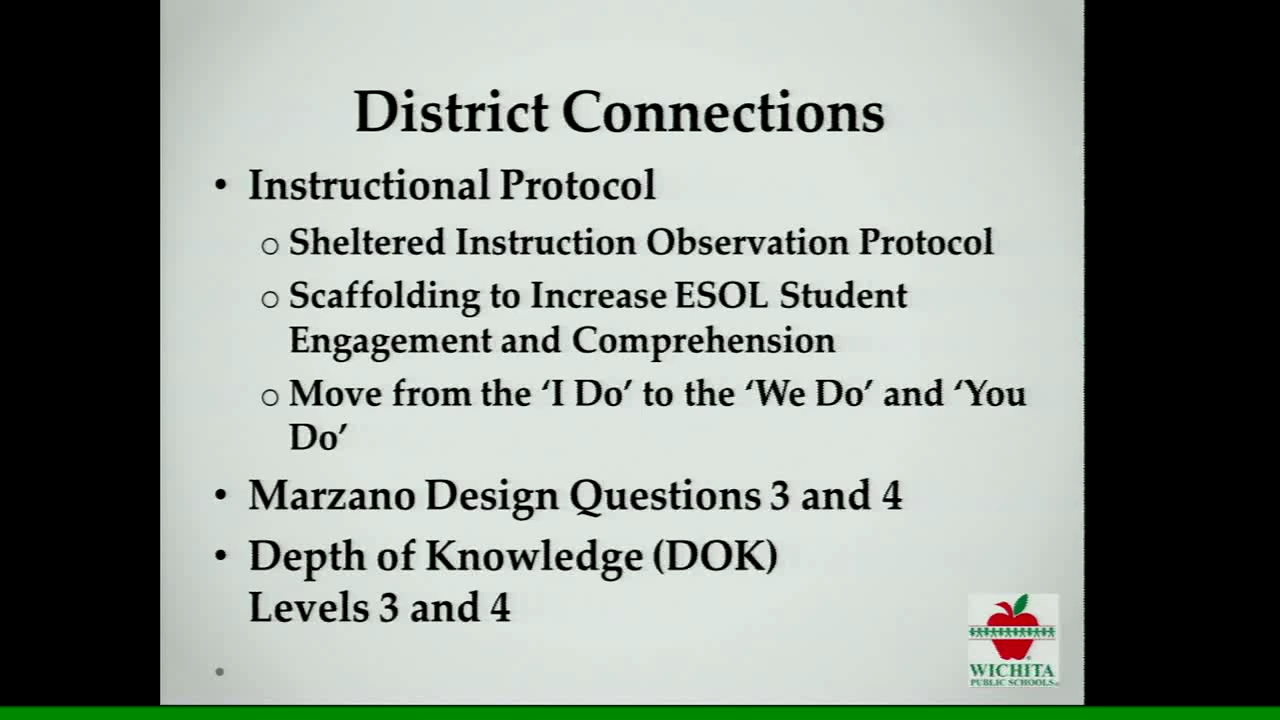 District Connections
• Instructional Protocol
o Sheltered Instruction Observation Protocol
o Scaffolding to Increase ESOL Student
Engagement and Comprehension
o Move from the ‘I Do’ to the ‘We Do’ and ‘You
Do’
• Marzano Design Questions 3 and 4
• Depth of Knowledge (DOK)
Levels 3 and 4
•
WICHITA
PUBLIC SCHOOLS